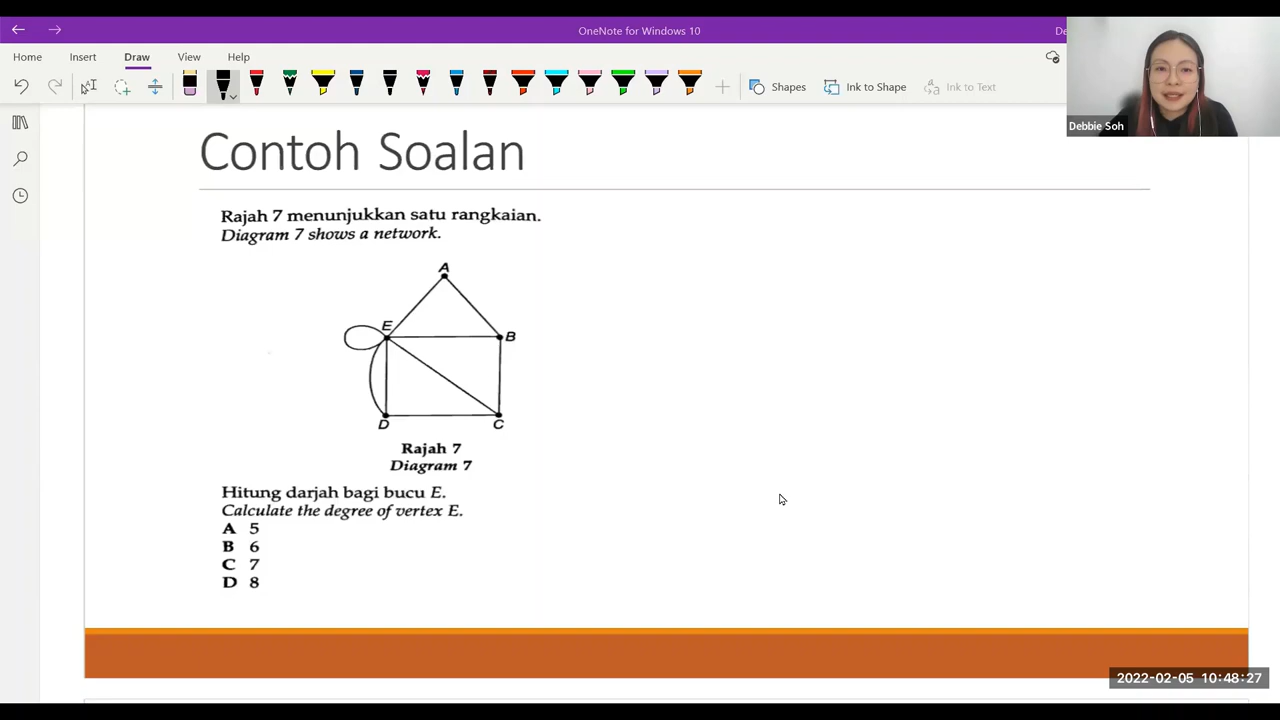 OneNote for Windows 10
De
Home
Insert
Draw
View
Help
Shapes
Ink to Shape
Ink to Text
Debbie Soh
Contoh Soalan
Rajah 7 menunjukkan satu rangkaian.
Diagram 7 shows a network.
A
E
B
D
C
Rajah 7
Diagram 7
Hitung darjah bagi bucu E.
Calculate the degree of vertex E.
A 5
B 6
C 7
D 8
2022-02-05 10:48:27